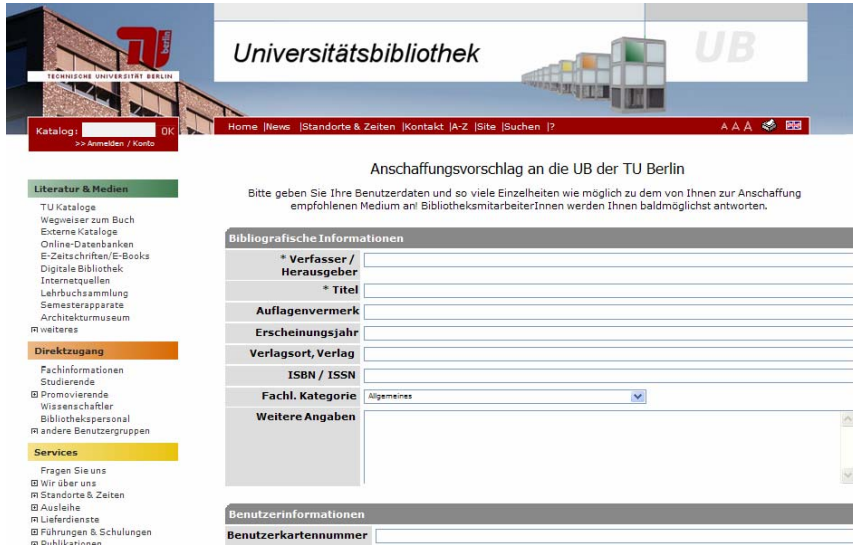 TU
berlin
TECHNISCHE UNIVERSITÄT BERLIN
Universitätsbibliothek
UB
Katalog: OK
>> Anmelden / Konto
Home |News |Standorte & Zeiten |Kontakt |A-Z |Site |Suchen |?
A A A
Anschaffungsvorschlag an die UB der TU Berlin
Bitte geben Sie Ihre Benutzerdaten und so viele Einzelheiten wie möglich zu dem von Ihnen zur Anschaffung
empfohlenen Medium an! BibliotheksmitarbeiterInnen werden Ihnen baldmöglichst antworten.
Literatur & Medien
TU Kataloge
Wegweiser zum Buch
Externe Kataloge
Online-Datenbanken
E-Zeitschriften/E-Books
Digitale Bibliothek
Internetquellen
Lehrbuchsammlung
Semesterapparate
Architekturmuseum
weiteres
Direktzugang
Fachinformationen
Studierende
Promovierende
Wissenschaftler
Bibliothekspersonal
andere Benutzergruppen
Services
Fragen Sie uns
Wir über uns
Standorte & Zeiten
Ausleihe
Lieferdienste
Führungen & Schulungen
Publikationen
Bibliografische Informationen
* Verfasser /
Herausgeber
* Titel
Auflagenvermerk
Erscheinungsjahr
Verlagsort, Verlag
ISBN / ISSN
Fachl. Kategorie Allgemeines
Weitere Angaben
Benutzerinformationen
Benutzerkartennummer